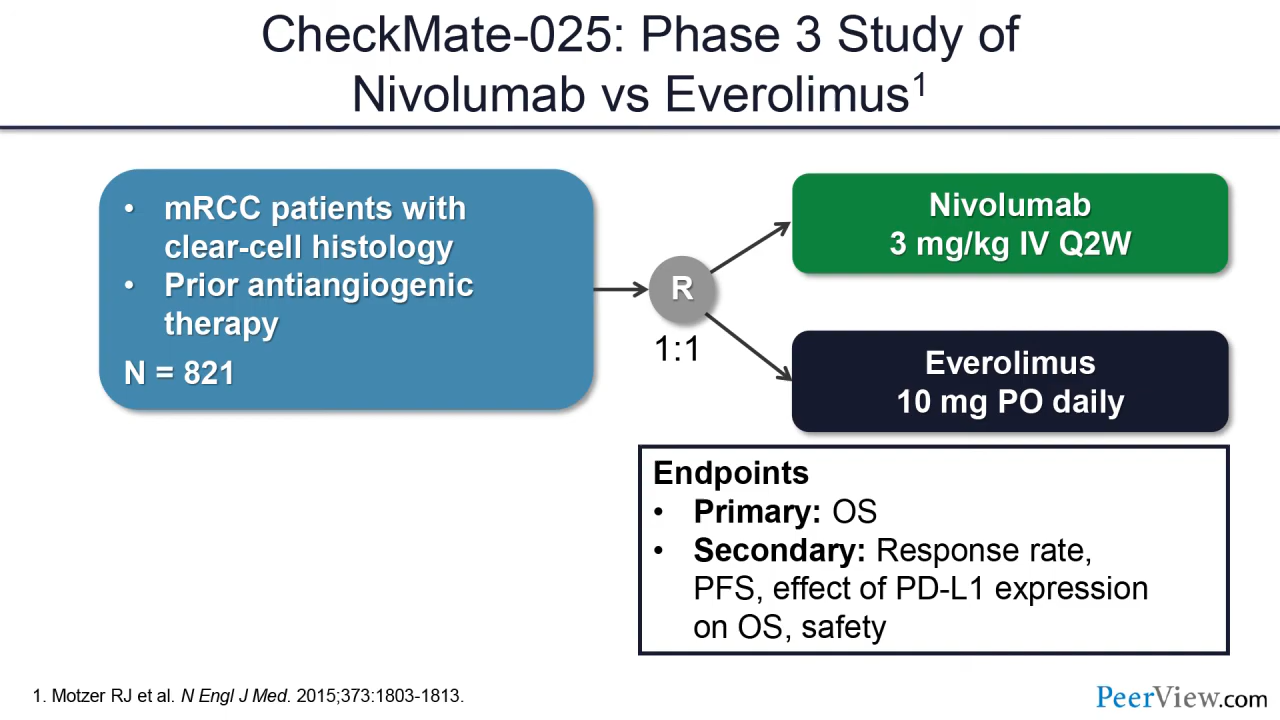 CheckMate-025: Phase 3 Study of
Nivolumab vs Everolimus1
• mRCC patients with
clear-cell histology
• Prior antiangiogenic
therapy
N = 821
R
1:1
Nivolumab
3 mg/kg IV Q2W
Everolimus
10 mg PO daily
Endpoints
• Primary: OS
• Secondary: Response rate,
PFS, effect of PD-L1 expression
on OS, safety
1. Motzer RJ et al. N Engl J Med. 2015;373:1803-1813.
PeerView.com